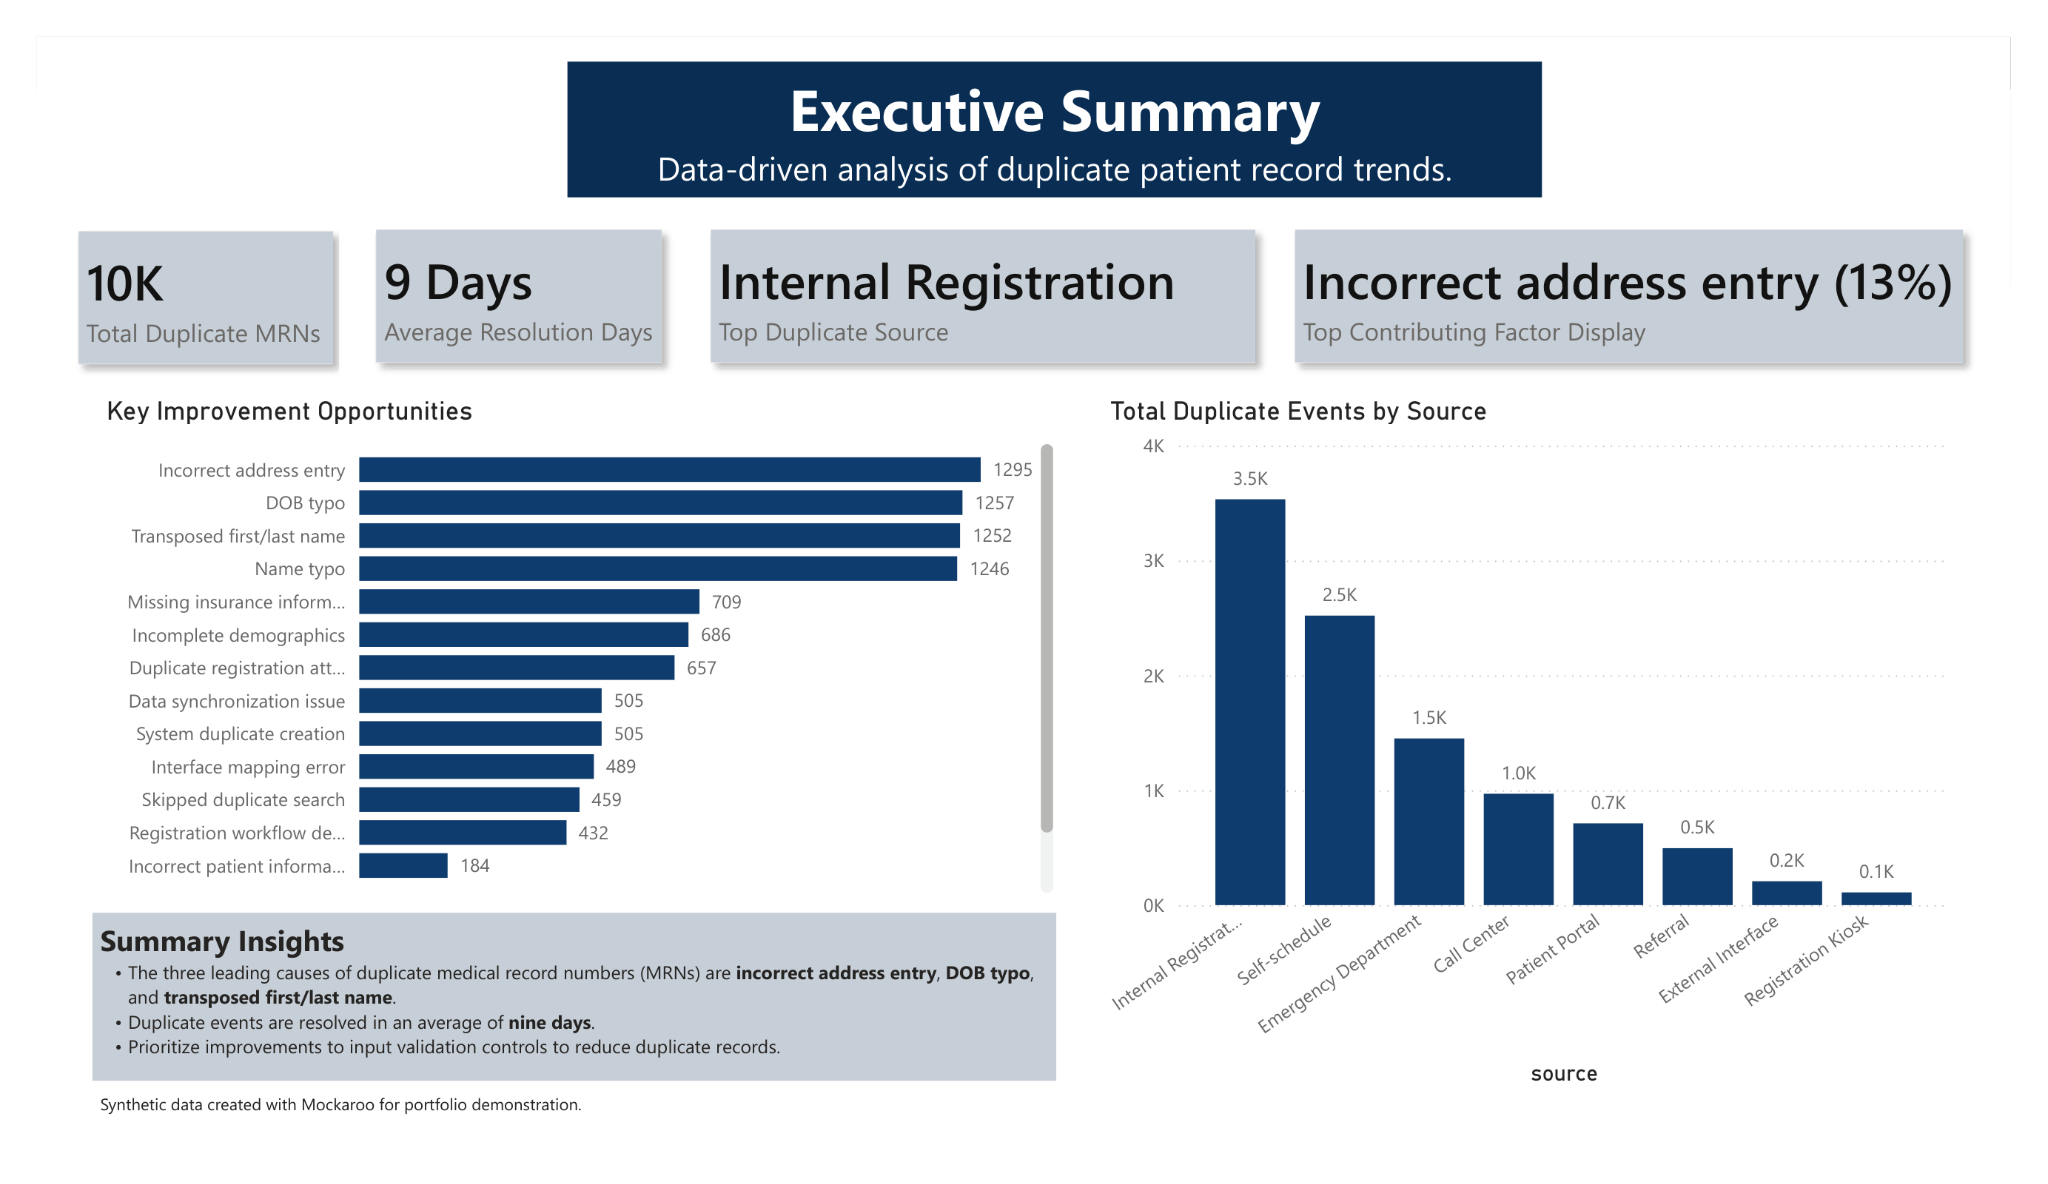 Executive Summary
Data-driven analysis of duplicate patient record trends.
10K
Total Duplicate MRNs
9 Days
Average Resolution Days
Internal Registration
Top Duplicate Source
Incorrect address entry (13%)
Top Contributing Factor Display
Key Improvement Opportunities
Incorrect address entry 1295
DOB typo 1257
Transposed first/last name 1252
Name typo 1246
Missing insurance inform... 709
Incomplete demographics 686
Duplicate registration att... 657
Data synchronization issue 505
System duplicate creation 505
Interface mapping error 489
Skipped duplicate search 459
Registration workflow de... 432
Incorrect patient informa... 184
Total Duplicate Events by Source
4K
3K
2K
1K
0K
3.5K
2.5K
1.5K
1.0K
0.7K
0.5K
0.2K
0.1K
Internal Registrat...
Self-schedule
Emergency Department
Call Center
Patient Portal
Referral
External Interface
Registration Kiosk
source
Summary Insights
• The three leading causes of duplicate medical record numbers (MRNs) are incorrect address entry, DOB typo,
and transposed first/last name.
• Duplicate events are resolved in an average of nine days.
• Prioritize improvements to input validation controls to reduce duplicate records.
Synthetic data created with Mockaroo for portfolio demonstration.